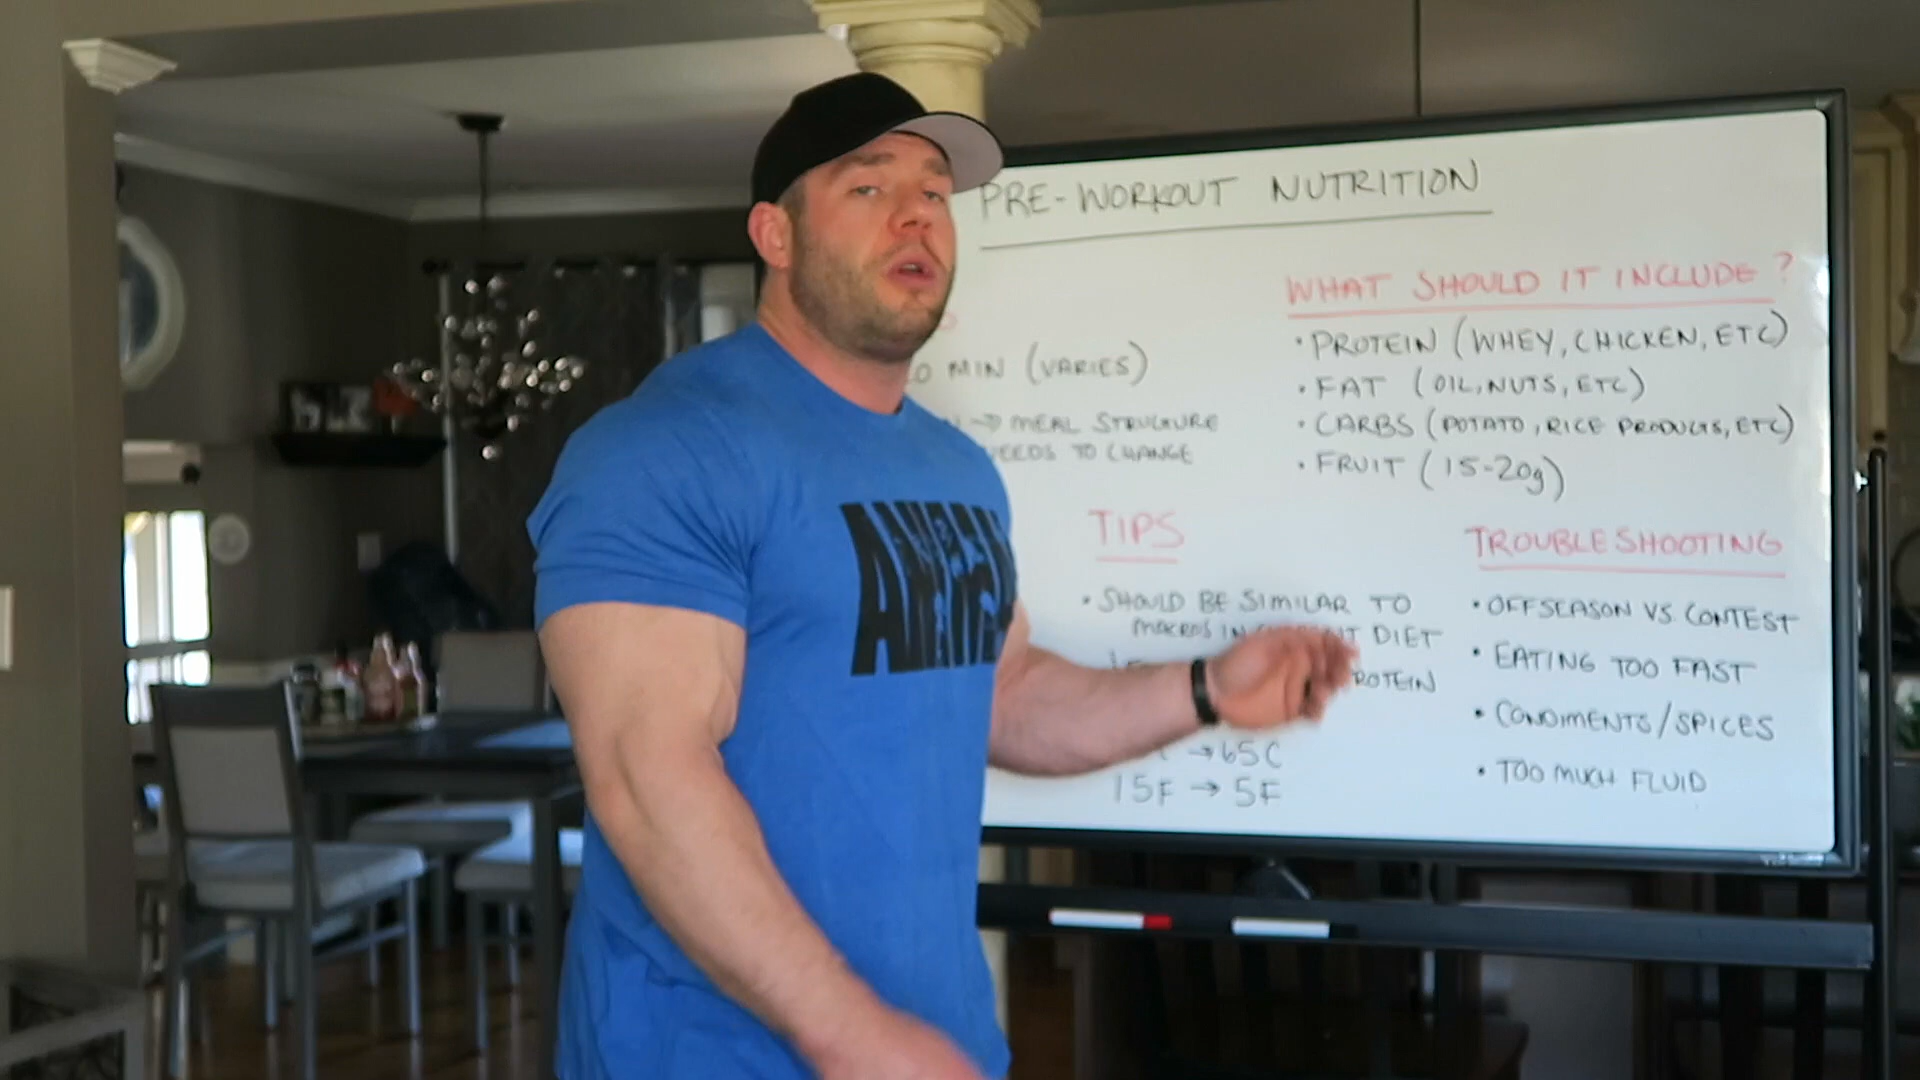 PRE-WORKOUT NUTRITION
MIN (VARIES)
→ MEAL STRUCTURE
NEEDS TO CHANGE
WHAT SHOULD IT INCLUDE?
• PROTEIN (WHEY, CHICKEN, ETC)
• FAT (OIL, NUTS, ETC)
• CARBS (POTATO, RICE PRODUCTS, ETC)
• FRUIT (15-20g)
TIPS
• SHOULD BE SIMILAR TO
MACROS IN DIET
→ 65C
15F → 5F
TROUBLESHOOTING
• OFFSEASON VS CONTEST
• EATING TOO FAST
• CONDIMENTS/SPICES
• TOO MUCH FLUID
ANIMAL